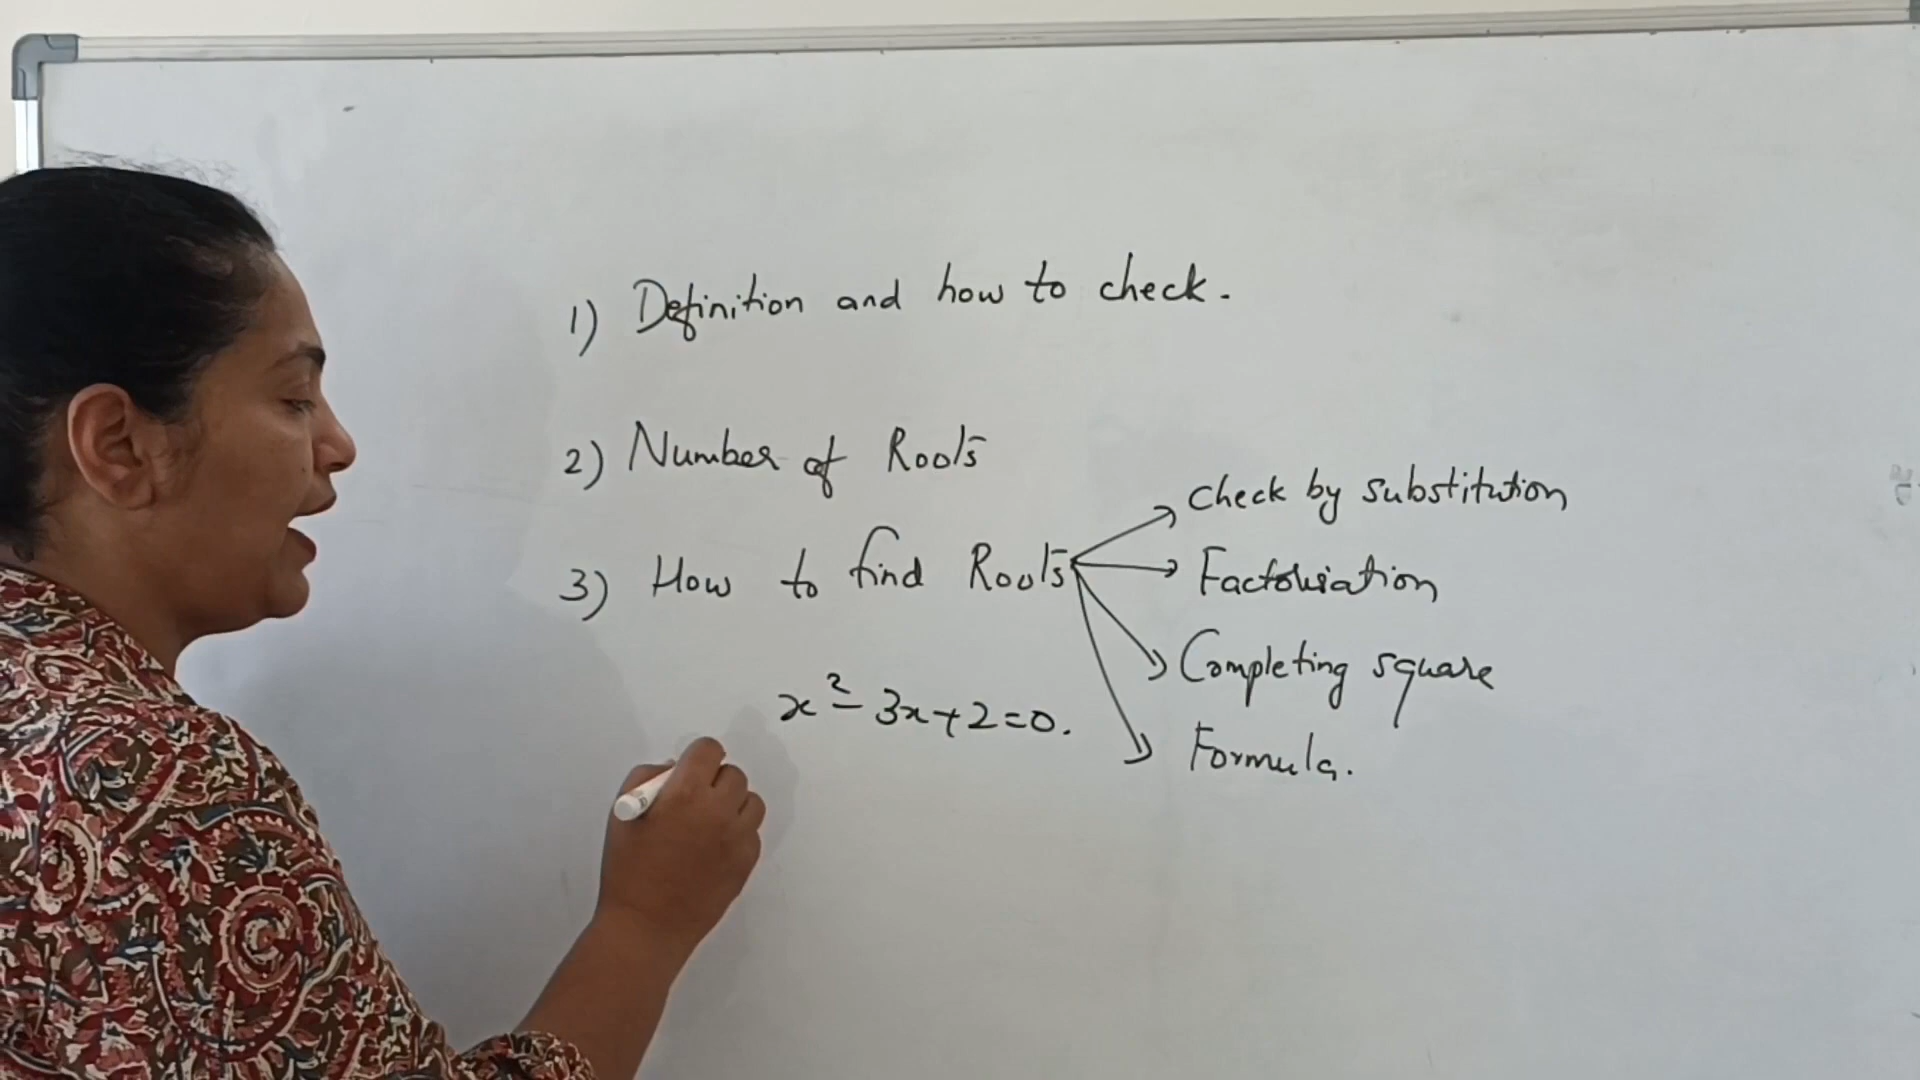 1) Definition and how to check.
2) Number of Roots
3) How to find Roots
Check by substitution
Factorisation
Completing square
Formula.
x² - 3x + 2 = 0.